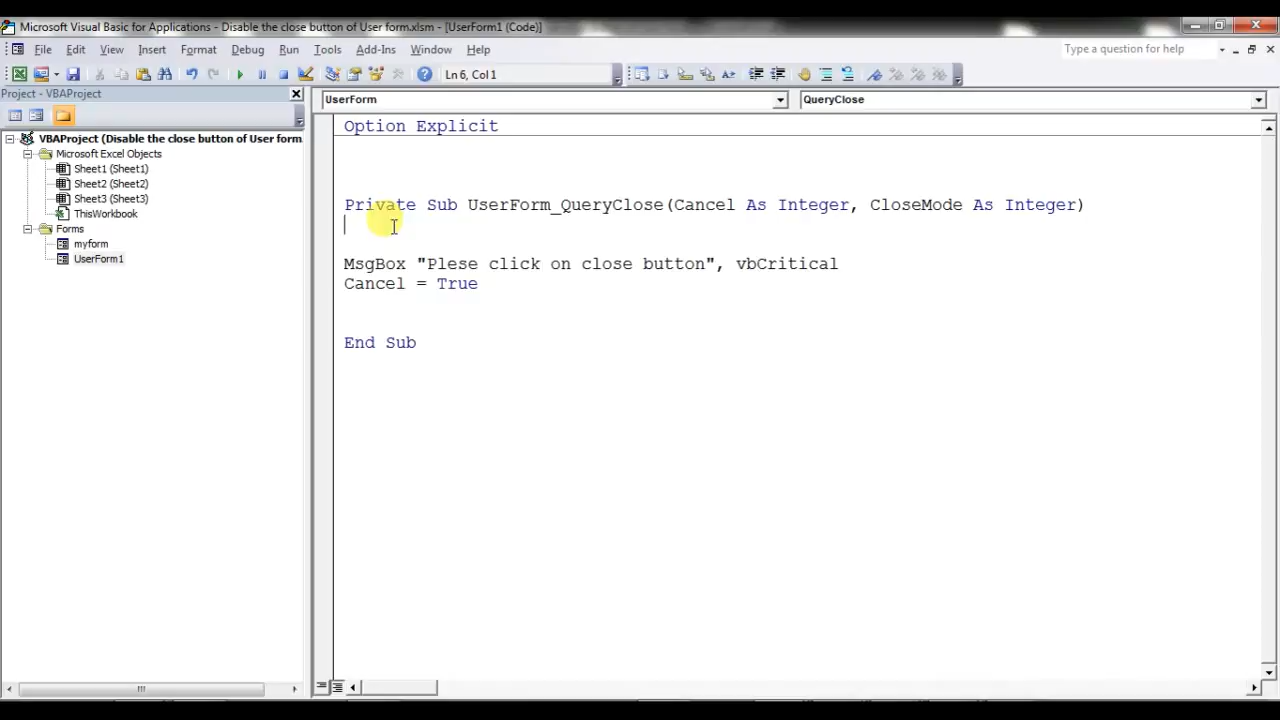 Microsoft Visual Basic for Applications - Disable the close button of User form.xlsm - [UserForm1 (Code)]
File Edit View Insert Format Debug Run Tools Add-Ins Window Help
Type a question for help
Ln 6, Col 1
Project - VBAProject
UserForm
QueryClose
VBAProject (Disable the close button of User form.
Microsoft Excel Objects
Sheet1 (Sheet1)
Sheet2 (Sheet2)
Sheet3 (Sheet3)
ThisWorkbook
Forms
myform
UserForm1
Option Explicit
Private Sub UserForm_QueryClose(Cancel As Integer, CloseMode As Integer)
MsgBox "Plese click on close button", vbCritical
Cancel = True
End Sub